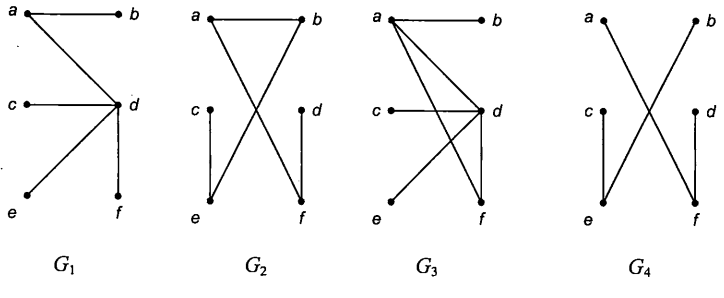 a b a b a b a b
c d c d c d c d
e f e f e f e f
G1 G2 G3 G4